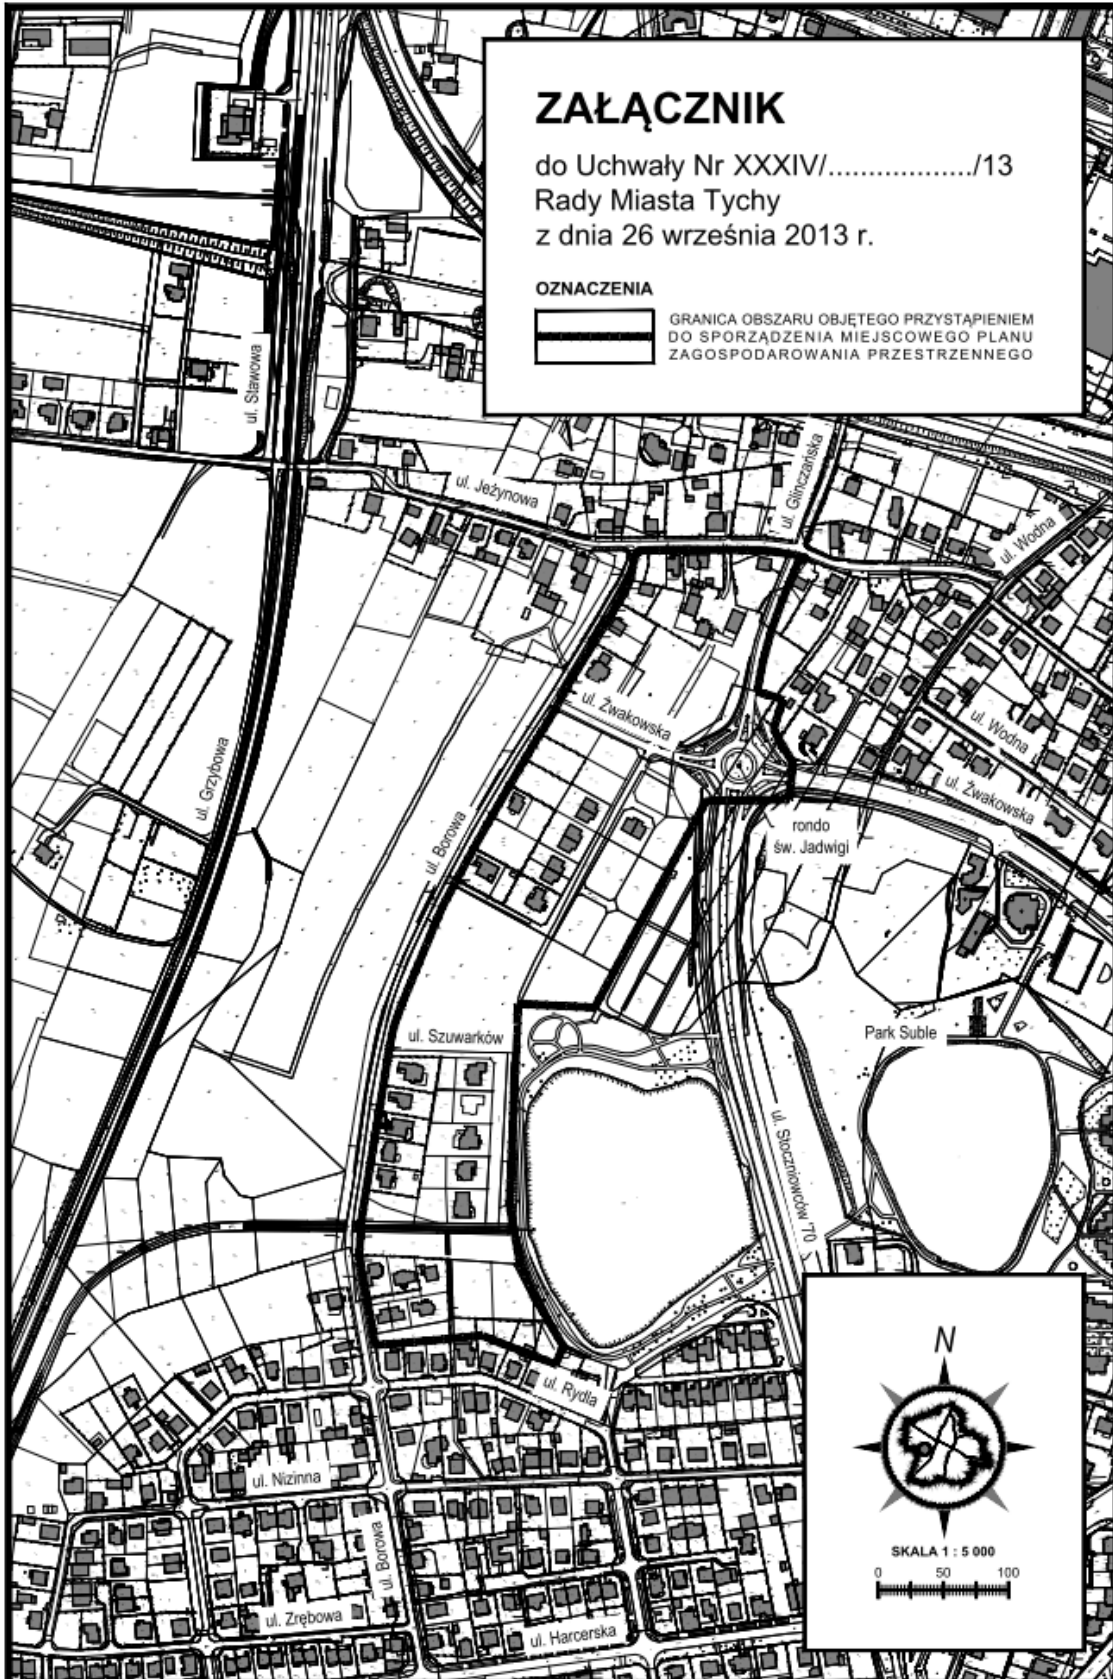 ZAŁĄCZNIK
do Uchwały Nr XXXIV/................../13
Rady Miasta Tychy
z dnia 26 września 2013 r.
OZNACZENIA
GRANICA OBSZARU OBJĘTEGO PRZYSTĄPIENIEM
DO SPORZĄDZENIA MIEJSCOWEGO PLANU
ZAGOSPODAROWANIA PRZESTRZENNEGO
ul. Stawowa
ul. Jeżynowa
ul. Glinczańska
ul. Wodna
ul. Żwakowska
ul. Wodna
ul. Żwakowska
ul. Grzybowa
ul. Borowa
rondo
św. Jadwigi
ul. Szuwarków
Park Suble
ul. Stoczniowców '70
ul. Rydla
ul. Nizinna
ul. Borowa
ul. Zrębowa
ul. Harcerska
N
SKALA 1 : 5 000
0 50 100